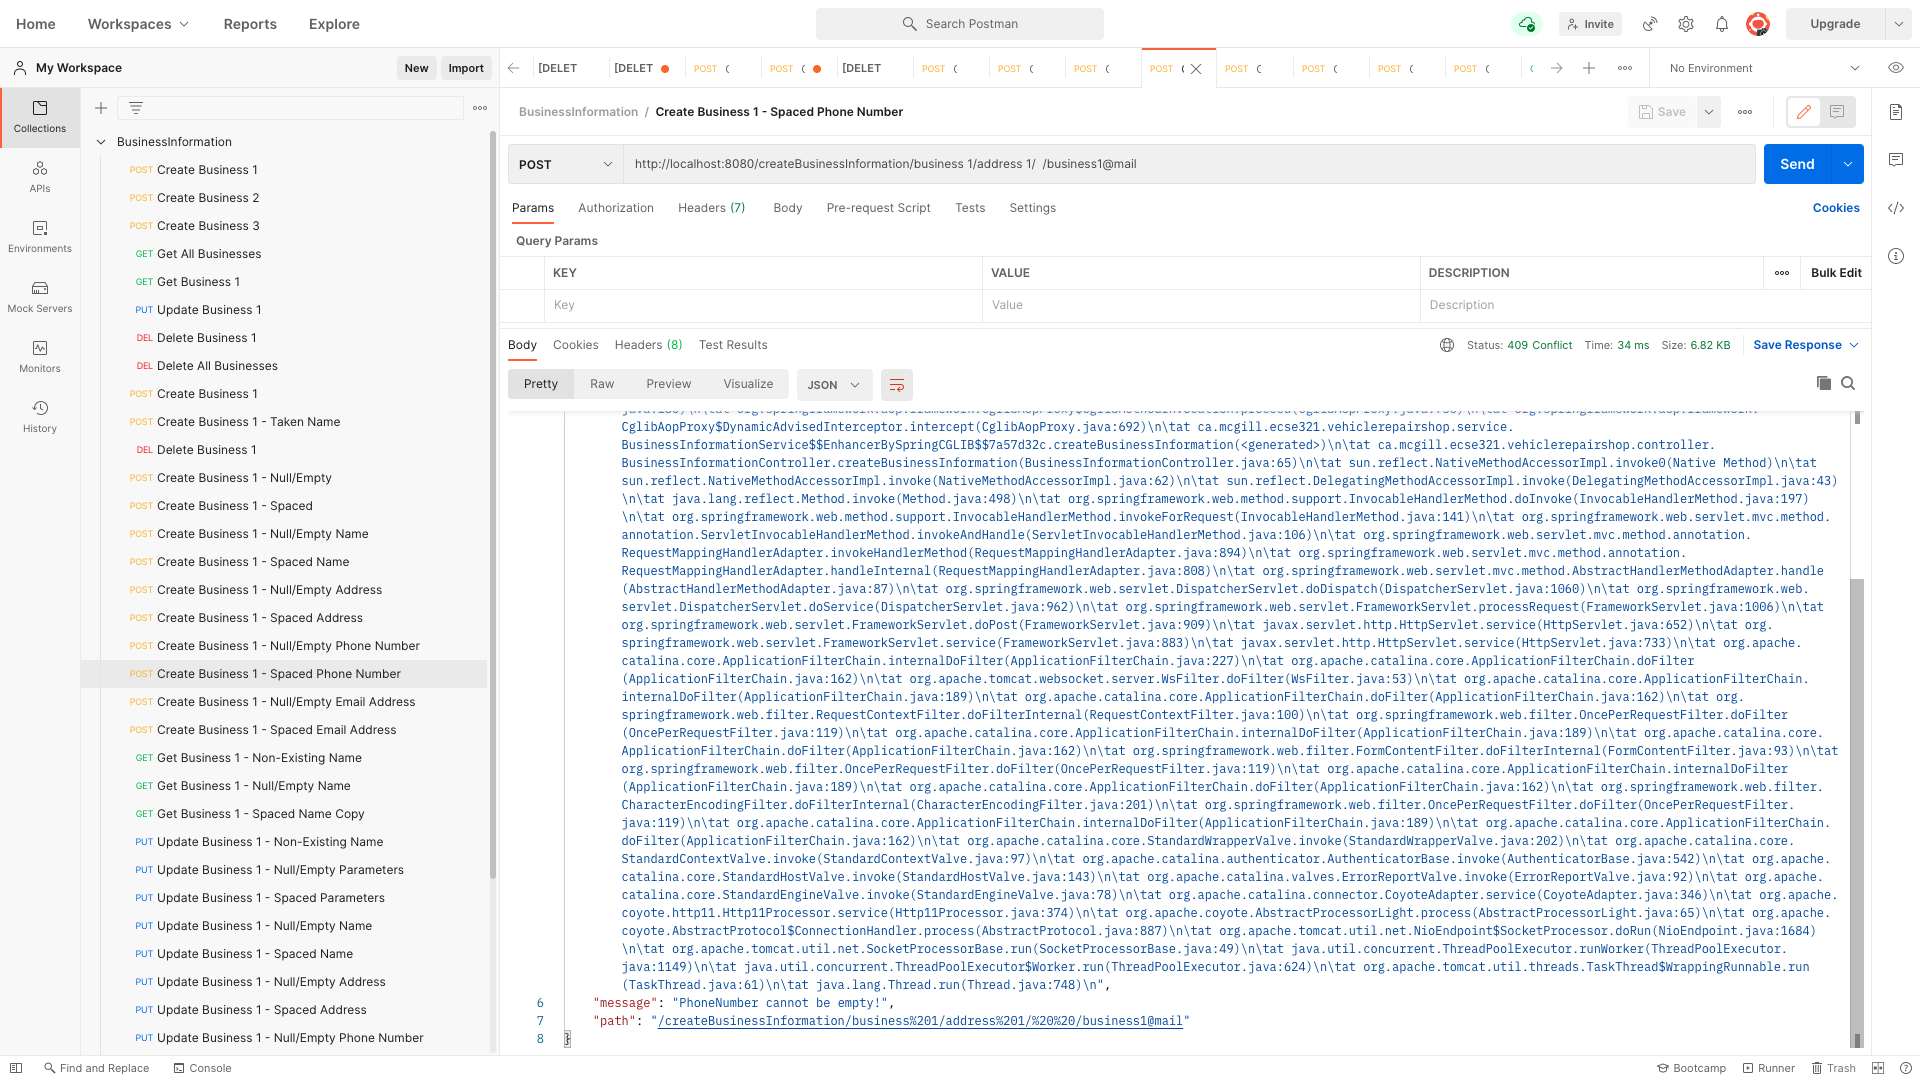 Home
Workspaces
Reports
Explore
Search Postman
Invite
Upgrade
My Workspace
New
Import
[DELET
[DELET
POST (
POST (
[DELET
POST (
POST (
POST (
POST (
POST (
POST (
POST (
POST (
No Environment
Collections
APIs
Environments
Mock Servers
Monitors
History
BusinessInformation
POST Create Business 1
POST Create Business 2
POST Create Business 3
GET Get All Businesses
GET Get Business 1
PUT Update Business 1
DEL Delete Business 1
DEL Delete All Businesses
POST Create Business 1
POST Create Business 1 - Taken Name
DEL Delete Business 1
POST Create Business 1 - Null/Empty
POST Create Business 1 - Spaced
POST Create Business 1 - Null/Empty Name
POST Create Business 1 - Spaced Name
POST Create Business 1 - Null/Empty Address
POST Create Business 1 - Spaced Address
POST Create Business 1 - Null/Empty Phone Number
POST Create Business 1 - Spaced Phone Number
POST Create Business 1 - Null/Empty Email Address
POST Create Business 1 - Spaced Email Address
GET Get Business 1 - Non-Existing Name
GET Get Business 1 - Null/Empty Name
GET Get Business 1 - Spaced Name Copy
PUT Update Business 1 - Non-Existing Name
PUT Update Business 1 - Null/Empty Parameters
PUT Update Business 1 - Spaced Parameters
PUT Update Business 1 - Null/Empty Name
PUT Update Business 1 - Spaced Name
PUT Update Business 1 - Null/Empty Address
PUT Update Business 1 - Spaced Address
PUT Update Business 1 - Null/Empty Phone Number
BusinessInformation / Create Business 1 - Spaced Phone Number
Save
POST
http://localhost:8080/createBusinessInformation/business 1/address 1/  /business1@mail
Send
Params
Authorization
Headers (7)
Body
Pre-request Script
Tests
Settings
Cookies
Query Params
KEY
VALUE
DESCRIPTION
Bulk Edit
Key
Value
Description
Body
Cookies
Headers (8)
Test Results
Status: 409 Conflict
Time: 34 ms
Size: 6.82 KB
Save Response
Pretty
Raw
Preview
Visualize
JSON
CglibAopProxy$DynamicAdvisedInterceptor.intercept(CglibAopProxy.java:692)\n\tat ca.mcgill.ecse321.vehiclerepairshop.service.
BusinessInformationService$$EnhancerBySpringCGLIB$$7a57d32c.createBusinessInformation(<generated>)\n\tat ca.mcgill.ecse321.vehiclerepairshop.controller.
BusinessInformationController.createBusinessInformation(BusinessInformationController.java:65)\n\tat sun.reflect.NativeMethodAccessorImpl.invoke0(Native Method)\n\tat
sun.reflect.NativeMethodAccessorImpl.invoke(NativeMethodAccessorImpl.java:62)\n\tat sun.reflect.DelegatingMethodAccessorImpl.invoke(DelegatingMethodAccessorImpl.java:43)
\n\tat java.lang.reflect.Method.invoke(Method.java:498)\n\tat org.springframework.web.method.support.InvocableHandlerMethod.doInvoke(InvocableHandlerMethod.java:197)
\n\tat org.springframework.web.method.support.InvocableHandlerMethod.invokeForRequest(InvocableHandlerMethod.java:141)\n\tat org.springframework.web.servlet.mvc.method.
annotation.ServletInvocableHandlerMethod.invokeAndHandle(ServletInvocableHandlerMethod.java:106)\n\tat org.springframework.web.servlet.mvc.method.annotation.
RequestMappingHandlerAdapter.invokeHandlerMethod(RequestMappingHandlerAdapter.java:894)\n\tat org.springframework.web.servlet.mvc.method.annotation.
RequestMappingHandlerAdapter.handleInternal(RequestMappingHandlerAdapter.java:808)\n\tat org.springframework.web.servlet.mvc.method.AbstractHandlerMethodAdapter.handle
(AbstractHandlerMethodAdapter.java:87)\n\tat org.springframework.web.servlet.DispatcherServlet.doDispatch(DispatcherServlet.java:1060)\n\tat org.springframework.web.
servlet.DispatcherServlet.doService(DispatcherServlet.java:962)\n\tat org.springframework.web.servlet.FrameworkServlet.processRequest(FrameworkServlet.java:1006)\n\tat
org.springframework.web.servlet.FrameworkServlet.doPost(FrameworkServlet.java:909)\n\tat javax.servlet.http.HttpServlet.service(HttpServlet.java:652)\n\tat org.
springframework.web.servlet.FrameworkServlet.service(FrameworkServlet.java:883)\n\tat javax.servlet.http.HttpServlet.service(HttpServlet.java:733)\n\tat org.apache.
catalina.core.ApplicationFilterChain.internalDoFilter(ApplicationFilterChain.java:227)\n\tat org.apache.catalina.core.ApplicationFilterChain.doFilter
(ApplicationFilterChain.java:162)\n\tat org.apache.tomcat.websocket.server.WsFilter.doFilter(WsFilter.java:53)\n\tat org.apache.catalina.core.ApplicationFilterChain.
internalDoFilter(ApplicationFilterChain.java:189)\n\tat org.apache.catalina.core.ApplicationFilterChain.doFilter(ApplicationFilterChain.java:162)\n\tat org.
springframework.web.filter.RequestContextFilter.doFilterInternal(RequestContextFilter.java:100)\n\tat org.springframework.web.filter.OncePerRequestFilter.doFilter
(OncePerRequestFilter.java:119)\n\tat org.apache.catalina.core.ApplicationFilterChain.internalDoFilter(ApplicationFilterChain.java:189)\n\tat org.apache.catalina.core.
ApplicationFilterChain.doFilter(ApplicationFilterChain.java:162)\n\tat org.springframework.web.filter.FormContentFilter.doFilterInternal(FormContentFilter.java:93)\n\tat
org.springframework.web.filter.OncePerRequestFilter.doFilter(OncePerRequestFilter.java:119)\n\tat org.apache.catalina.core.ApplicationFilterChain.internalDoFilter
(ApplicationFilterChain.java:189)\n\tat org.apache.catalina.core.ApplicationFilterChain.doFilter(ApplicationFilterChain.java:162)\n\tat org.springframework.web.filter.
CharacterEncodingFilter.doFilterInternal(CharacterEncodingFilter.java:201)\n\tat org.springframework.web.filter.OncePerRequestFilter.doFilter(OncePerRequestFilter.
java:119)\n\tat org.apache.catalina.core.ApplicationFilterChain.internalDoFilter(ApplicationFilterChain.java:189)\n\tat org.apache.catalina.core.ApplicationFilterChain.
doFilter(ApplicationFilterChain.java:162)\n\tat org.apache.catalina.core.StandardWrapperValve.invoke(StandardWrapperValve.java:202)\n\tat org.apache.catalina.core.
StandardContextValve.invoke(StandardContextValve.java:97)\n\tat org.apache.catalina.authenticator.AuthenticatorBase.invoke(AuthenticatorBase.java:542)\n\tat org.apache.
catalina.core.StandardHostValve.invoke(StandardHostValve.java:143)\n\tat org.apache.catalina.valves.ErrorReportValve.invoke(ErrorReportValve.java:92)\n\tat org.apache.
catalina.core.StandardEngineValve.invoke(StandardEngineValve.java:78)\n\tat org.apache.catalina.connector.CoyoteAdapter.service(CoyoteAdapter.java:346)\n\tat org.apache.
coyote.http11.Http11Processor.service(Http11Processor.java:374)\n\tat org.apache.coyote.AbstractProcessorLight.process(AbstractProcessorLight.java:65)\n\tat org.apache.
coyote.AbstractProtocol$ConnectionHandler.process(AbstractProtocol.java:887)\n\tat org.apache.tomcat.util.net.NioEndpoint$SocketProcessor.doRun(NioEndpoint.java:1684)
\n\tat org.apache.tomcat.util.net.SocketProcessorBase.run(SocketProcessorBase.java:49)\n\tat java.util.concurrent.ThreadPoolExecutor.runWorker(ThreadPoolExecutor.
java:1149)\n\tat java.util.concurrent.ThreadPoolExecutor$Worker.run(ThreadPoolExecutor.java:624)\n\tat org.apache.tomcat.util.threads.TaskThread$WrappingRunnable.run
(TaskThread.java:61)\n\tat java.lang.Thread.run(Thread.java:748)\n",
6 "message": "PhoneNumber cannot be empty!",
7 "path": "/createBusinessInformation/business%201/address%201/%20%20/business1@mail"
8 }
Find and Replace
Console
Bootcamp
Runner
Trash